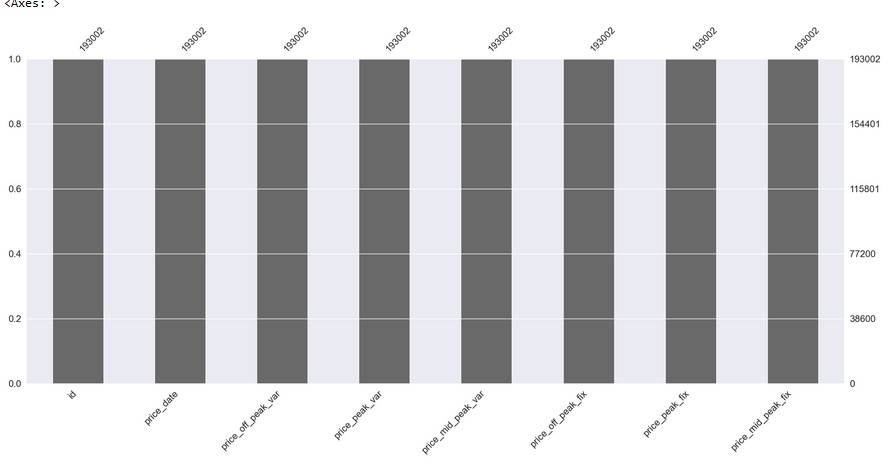 <Axes: >
193002 193002 193002 193002 193002 193002 193002 193002
1.0 193002
0.8 154401
0.6 115801
0.4 77200
0.2 38600
0.0 0
id price_date price_off_peak_var price_peak_var price_mid_peak_var price_off_peak_fix price_peak_fix price_mid_peak_fix